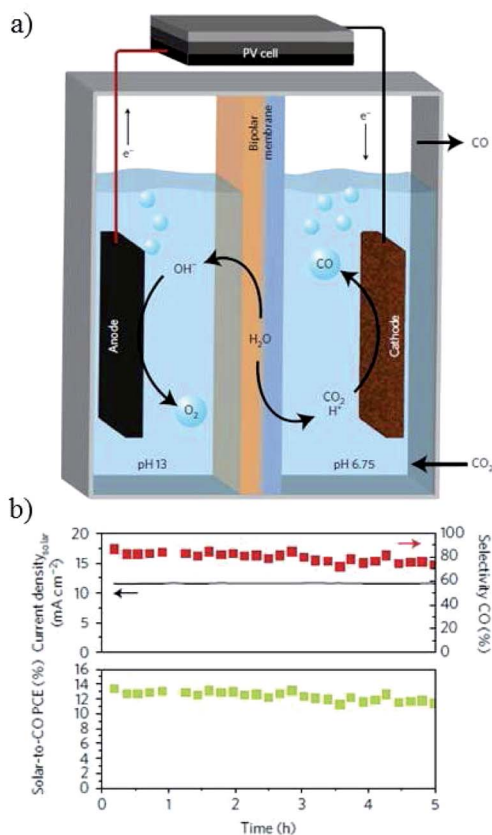 a)
PV cell
e⁻
e⁻
Bipolar
membrane
CO
OH⁻
CO
Anode
Cathode
H₂O
CO₂
H⁺
O₂
pH 13
pH 6.75
CO₂
b)
Current density_solar
(mA cm⁻²)
20
15
10
5
0
100
80
60
40
20
0
Selectivity CO (%)
Solar-to-CO PCE (%)
16
14
12
10
8
6
4
2
0
0
1
2
3
4
5
Time (h)